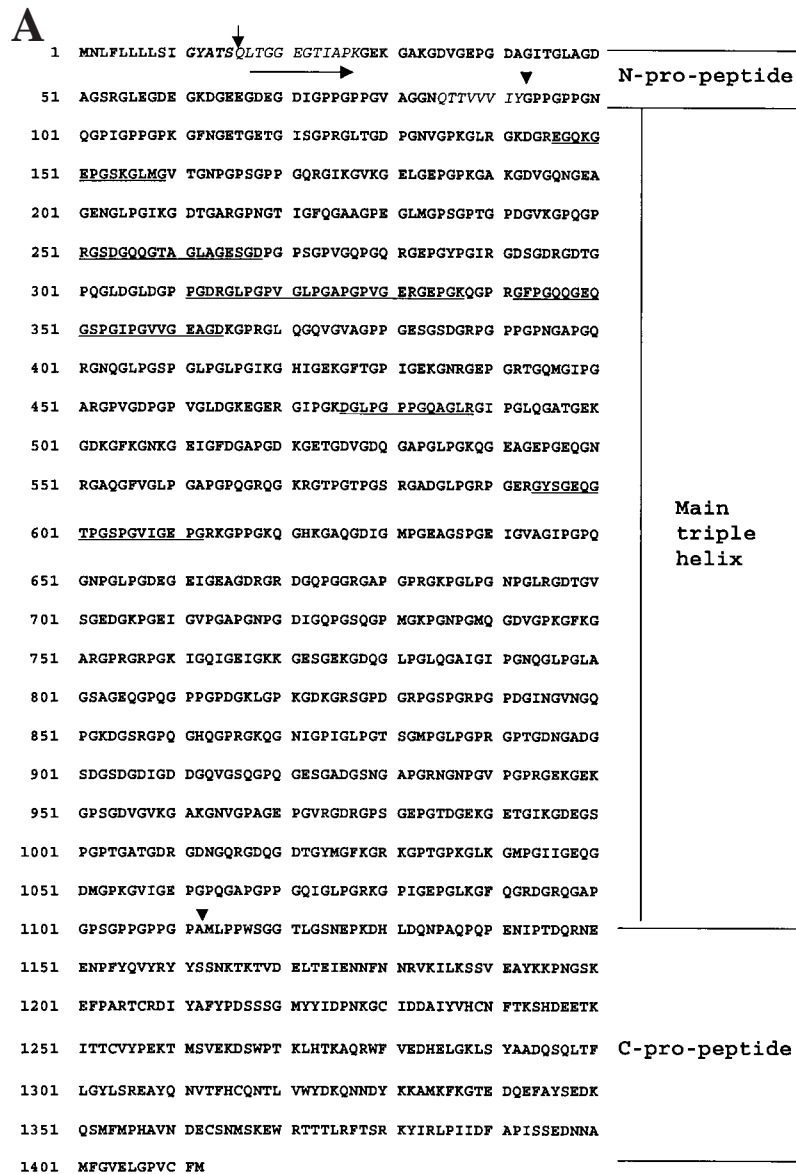 A
1 MNLFLLLLSI GYATSQLTGG EGTIAPKGEK GAKGDVGEPG DAGITGLAGD
N-pro-peptide
51 AGSRGLEGDE GKDGEEGDEG DIGPPGPPGV AGGNQTTVVV IYGPPGPPGN
101 QGPIGPPGPK GFNGETGETG ISGPRGLTGD PGNVGPKGLR GKDGREGQKG
151 EPGSKGLMGV TGNPGPSGPP GQRGIKGVKG ELGEPGPKGA KGDVGQNGEA
201 GENGLPGIKG DTGARGPNGT IGFQGAAGPE GLMGPSGPTG PDGVKGPQGP
251 RGSDGQQGTA GLAGESGDPG PSGPVGQPGQ RGEPGYPGIR GDSGDRGDTG
301 PQGLDGLDGP PGDRGLPGPV GLPGAPGPVG ERGEPGKQGP RGFPGQQGEQ
351 GSPGIPGVVG EAGDKGPRGL QGQVGVAGPP GESGSDGRPG PPGPNGAPGQ
401 RGNQGLPGSP GLPGLPGIKG HIGEKGFTGP IGEKGNRGEP GRTGQMGIPG
451 ARGPVGDPGP VGLDGKEGER GIPGKDGLPG PPGQAGLRGI PGLQGATGEK
501 GDKGFKGNKG EIGFDGAPGD KGETGDVGDQ GAPGLPGKQG EAGEPGEQGN
551 RGAQGFVGLP GAPGPQGRQG KRGTPGTPGS RGADGLPGRP GERGYSGEQG
601 TPGSPGVIGE PGRKGPPGKQ GHKGAQGDIG MPGEAGSPGE IGVAGIPGPQ
Main
triple
helix
651 GNPGLPGDEG EIGEAGDRGR DGQPGGRGAP GPRGKPGLPG NPGLRGDTGV
701 SGEDGKPGEI GVPGAPGNPG DIGQPGSQGP MGKPGNPGMQ GDVGPKGFKG
751 ARGPRGRPGK IGQIGEIGKK GESGEKGDQG LPGLQGAIGI PGNQGLPGLA
801 GSAGEQGPQG PPGPDGKLGP KGDKGRSGPD GRPGSPGRPG PDGINGVNGQ
851 PGKDGSRGPQ GHQGPRGKQG NIGPIGLPGT SGMPGLPGPR GPTGDNGADG
901 SDGSDGDIGD DGQVGSQGPQ GESGADGSNG APGRNGNPGV PGPRGEKGEK
951 GPSGDVGVKG AKGNVGPAGE PGVRGDRGPS GEPGTDGEKG ETGIKGDEGS
1001 PGPTGATGDR GDNGQRGDQG DTGYMGFKGR KGPTGPKGLK GMPGIIGEQG
1051 DMGPKGVIGE PGPQGAPGPP GQIGLPGRKG PIGEPGLKGF QGRDGRQGAP
1101 GPSGPPGPPG PAMLPPWSGG TLGSNEPKDH LDQNPAQPQP ENIPTDQRNE
1151 ENPFYQVYRY YSSNKTKTVD ELTEIENNFN NRVKILKSSV EAYKKPNGSK
1201 EFPARTCRDI YAFYPDSSSG MYYIDPNKGC IDDAIYVHCN FTKSHDEETK
1251 ITTCVYPEKT MSVEKDSWPT KLHTKAQRWF VEDHELGKLS YAADQSQLTF
C-pro-peptide
1301 LGYLSREAYQ NVTFHCQNTL VWYDKQNNDY KKAMKFKGTE DQEFAYSEDK
1351 QSMFMPHAVN DECSNMSKEW RTTTLRFTSR KYIRLPIIDF APISSEDNNA
1401 MFGVELGPVC FM